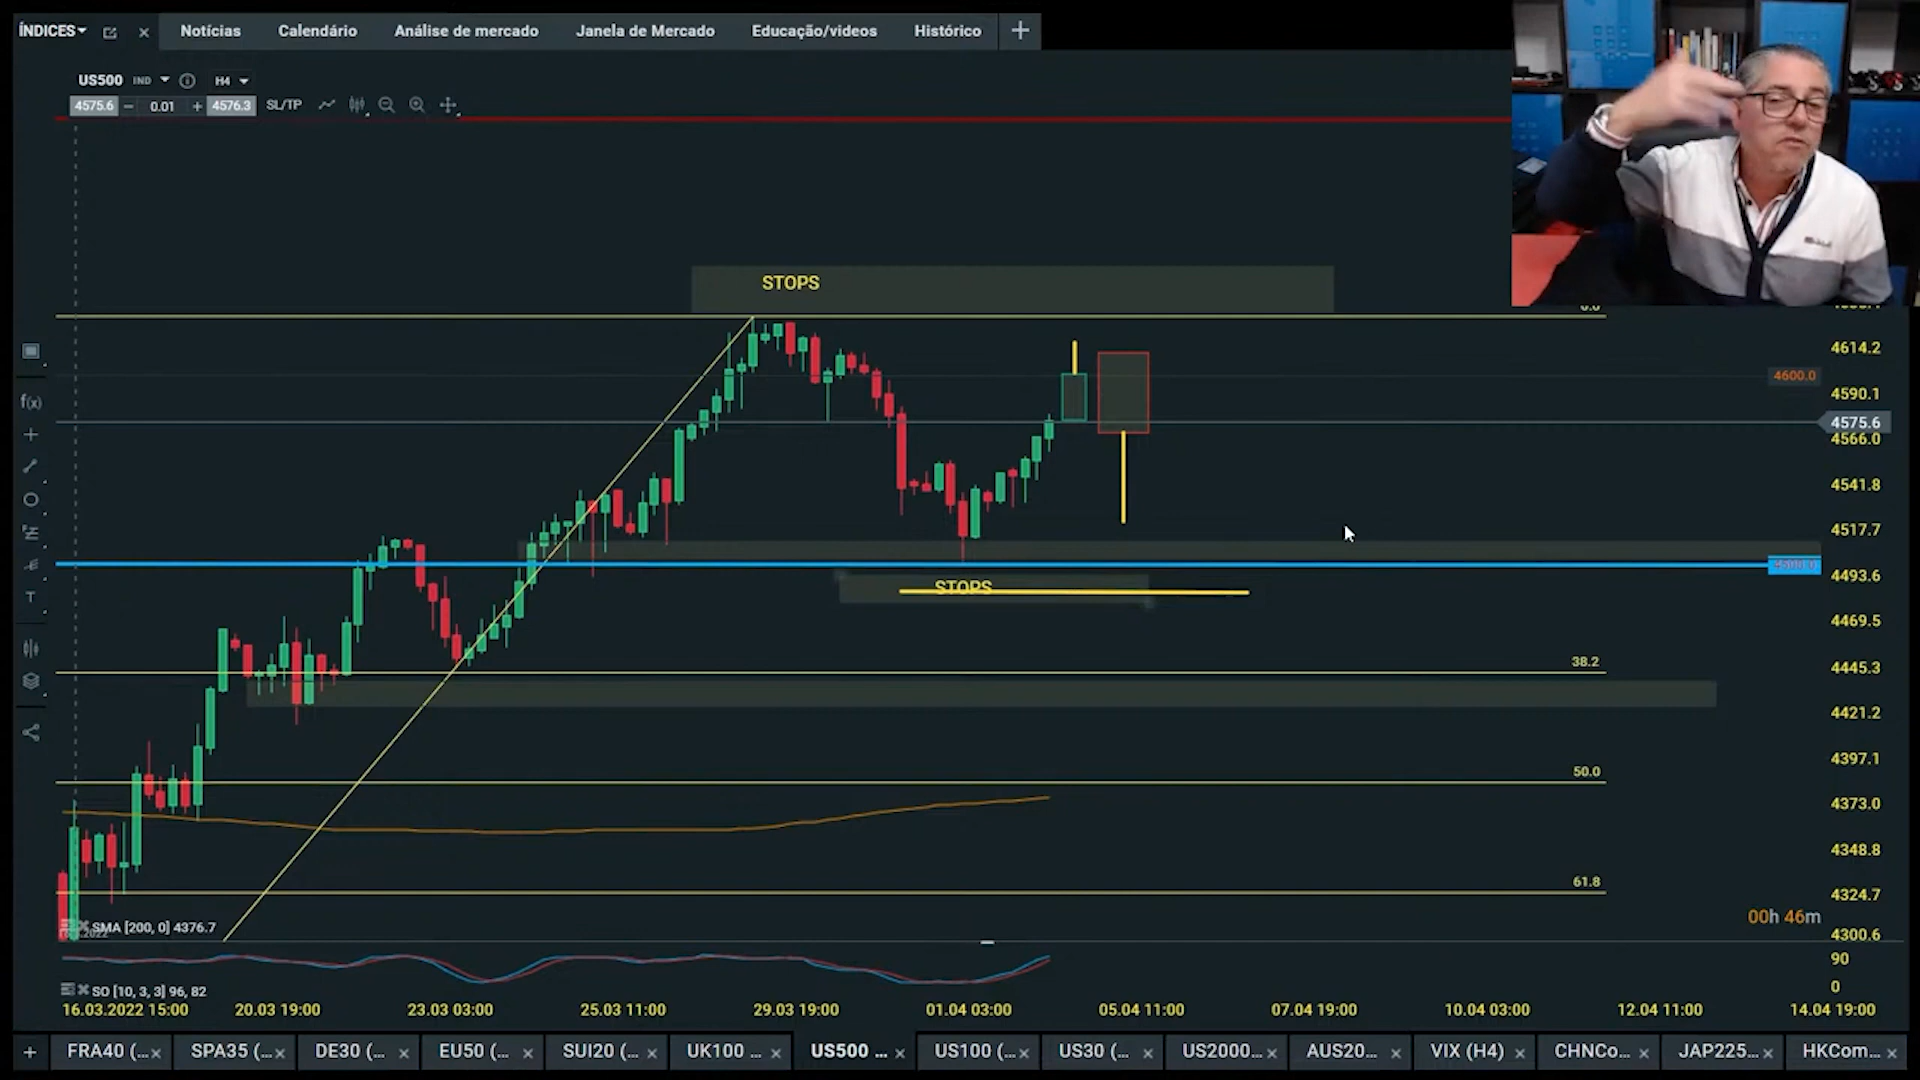 ÍNDICES
Notícias
Calendário
Análise de mercado
Janela de Mercado
Educação/videos
Histórico
US500 IND H4
4575.6 − 0.01 + 4576.3 SL/TP
STOPS
4614.2
4600.0
4590.1
4575.6
4566.0
4541.8
4517.7
4493.6
STOPS
4469.5
38.2
4445.3
4421.2
4397.1
50.0
4373.0
4348.8
61.8
4324.7
00h 46m
SMA [200, 0] 4376.7
4300.6
90
SO [10, 3, 3] 96, 82
0
16.03.2022 15:00 20.03 19:00 23.03 03:00 25.03 11:00 29.03 19:00 01.04 03:00 05.04 11:00 07.04 19:00 10.04 03:00 12.04 11:00 14.04 19:00
+ FRA40 (... SPA35 (... DE30 (... EU50 (... SUI20 (... UK100 ... US500 ... US100 (... US30 (... US2000... AUS20... VIX (H4) CHNCo... JAP225... HKCom...